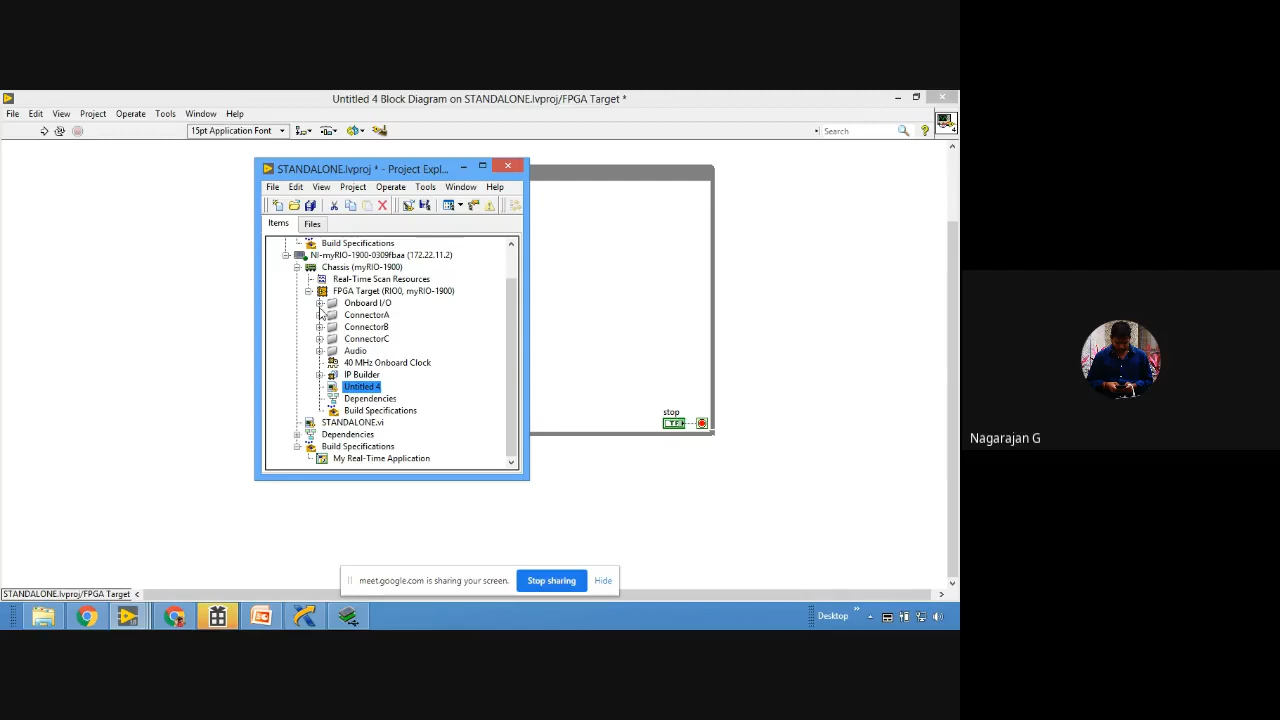 Untitled 4 Block Diagram on STANDALONE.lvproj/FPGA Target *
File Edit View Project Operate Tools Window Help
15pt Application Font
Search
?
4
STANDALONE.lvproj * - Project Expl...
File Edit View Project Operate Tools Window Help
Items Files
Build Specifications
NI-myRIO-1900-0309fbaa (172.22.11.2)
Chassis (myRIO-1900)
Real-Time Scan Resources
FPGA Target (RIO0, myRIO-1900)
Onboard I/O
ConnectorA
ConnectorB
ConnectorC
Audio
40 MHz Onboard Clock
IP Builder
Untitled 4
Dependencies
Build Specifications
STANDALONE.vi
Dependencies
Build Specifications
My Real-Time Application
stop
TF
Nagarajan G
meet.google.com is sharing your screen. Stop sharing Hide
STANDALONE.lvproj/FPGA Target
Desktop